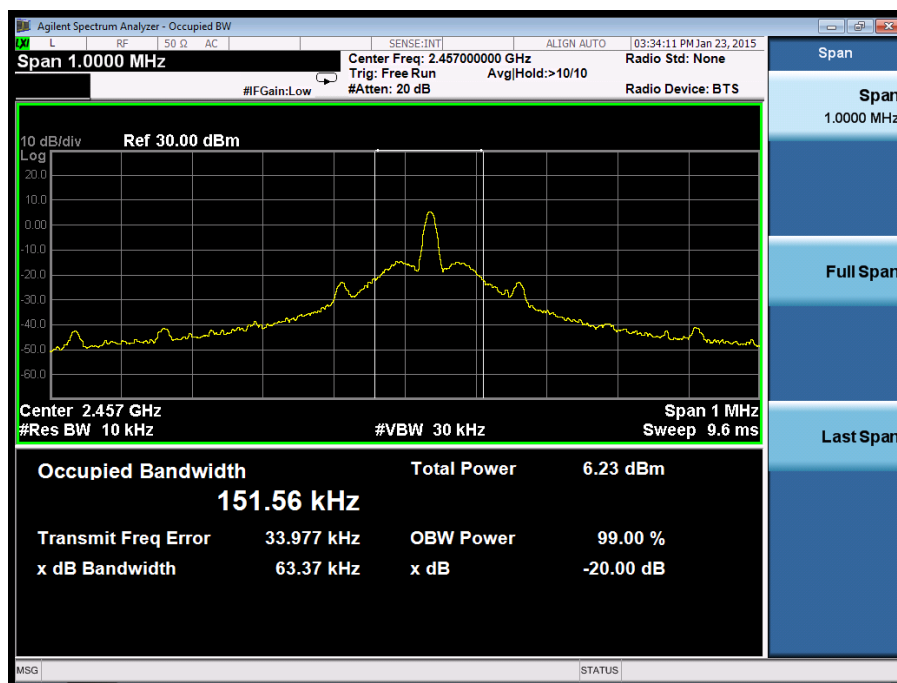 Agilent Spectrum Analyzer - Occupied BW
LXI L RF 50 Ω AC SENSE:INT ALIGN AUTO 03:34:11 PM Jan 23, 2015
Span 1.0000 MHz
Center Freq: 2.457000000 GHz
Radio Std: None
Trig: Free Run Avg|Hold:>10/10
#IFGain:Low
#Atten: 20 dB
Radio Device: BTS
10 dB/div Ref 30.00 dBm
Log
20.0
10.0
0.00
-10.0
-20.0
-30.0
-40.0
-50.0
-60.0
Center 2.457 GHz Span 1 MHz
#Res BW 10 kHz #VBW 30 kHz Sweep 9.6 ms
Occupied Bandwidth Total Power 6.23 dBm
151.56 kHz
Transmit Freq Error 33.977 kHz OBW Power 99.00 %
x dB Bandwidth 63.37 kHz x dB -20.00 dB
MSG STATUS
Span
Span
1.0000 MHz
Full Span
Last Span